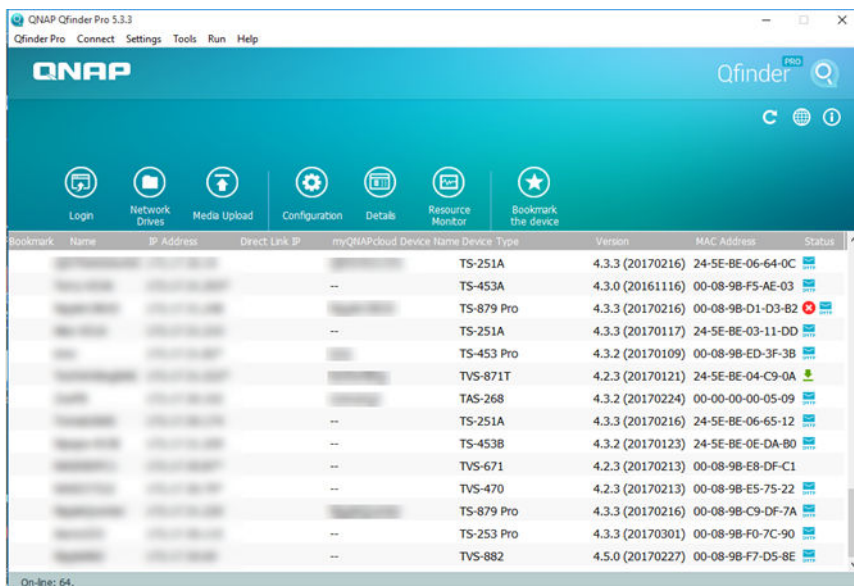 QNAP Qfinder Pro 5.3.3
Qfinder Pro Connect Settings Tools Run Help
QNAP Qfinder PRO
Login Network Drives Media Upload Configuration Details Resource Monitor Bookmark the device
Bookmark Name IP Address Direct Link IP myQNAPcloud Device Name Device Type Version MAC Address Status
TS-251A 4.3.3 (20170216) 24-5E-BE-06-64-0C
-- TS-453A 4.3.0 (20161116) 00-08-9B-F5-AE-03
TS-879 Pro 4.3.3 (20170216) 00-08-9B-D1-D3-B2
-- TS-251A 4.3.3 (20170117) 24-5E-BE-03-11-DD
TS-453 Pro 4.3.2 (20170109) 00-08-9B-ED-3F-3B
TVS-871T 4.2.3 (20170121) 24-5E-BE-04-C9-0A
TAS-268 4.3.2 (20170224) 00-00-00-00-05-09
-- TS-251A 4.3.3 (20170216) 24-5E-BE-06-65-12
-- TS-453B 4.3.2 (20170123) 24-5E-BE-0E-DA-B0
-- TVS-671 4.2.3 (20170213) 00-08-9B-E8-DF-C1
-- TVS-470 4.2.3 (20170213) 00-08-9B-E5-75-22
TS-879 Pro 4.3.3 (20170216) 00-08-9B-C9-DF-7A
-- TS-253 Pro 4.3.3 (20170301) 00-08-9B-F0-7C-90
-- TVS-882 4.5.0 (20170227) 00-08-9B-F7-D5-8E
On-line: 64,